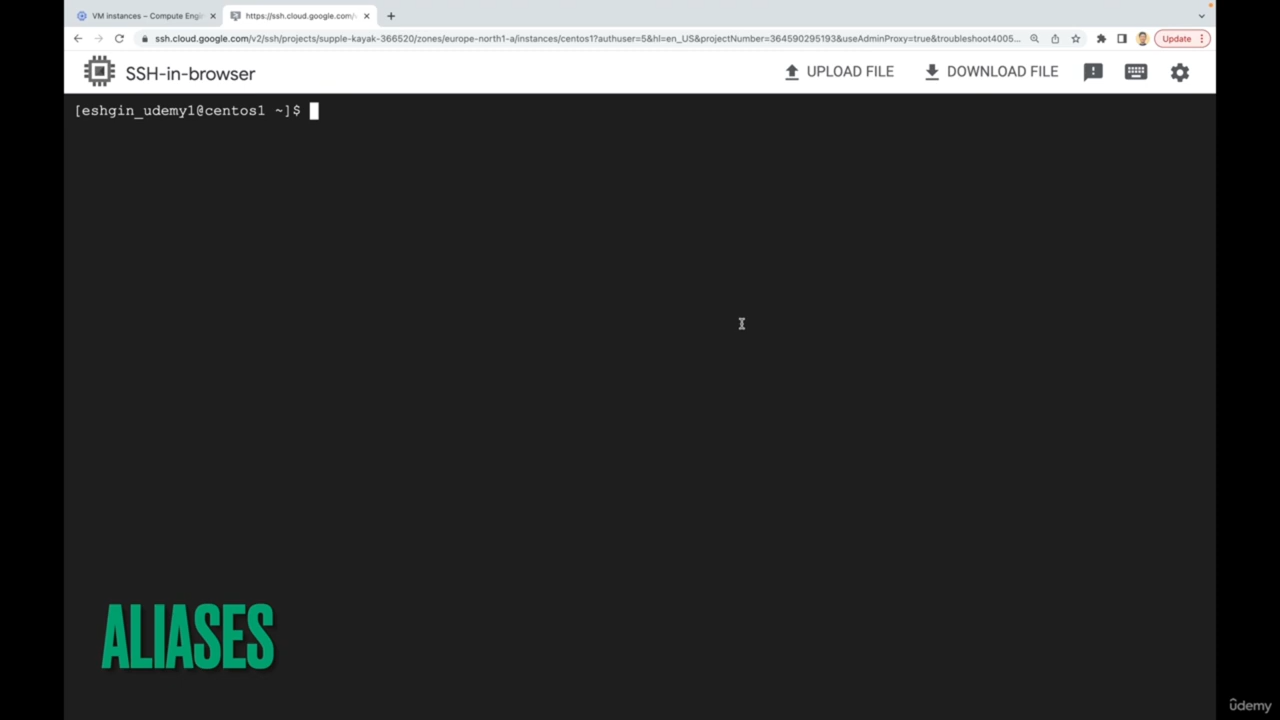 VM instances – Compute Engi
https://ssh.cloud.google.com/v
ssh.cloud.google.com/v2/ssh/projects/supple-kayak-366520/zones/europe-north1-a/instances/centos1?authuser=5&hl=en_US&projectNumber=364590295193&useAdminProxy=true&troubleshoot4005...
Update
SSH-in-browser
UPLOAD FILE
DOWNLOAD FILE
[eshgin_udemy1@centos1 ~]$
ALIASES
ûdemy